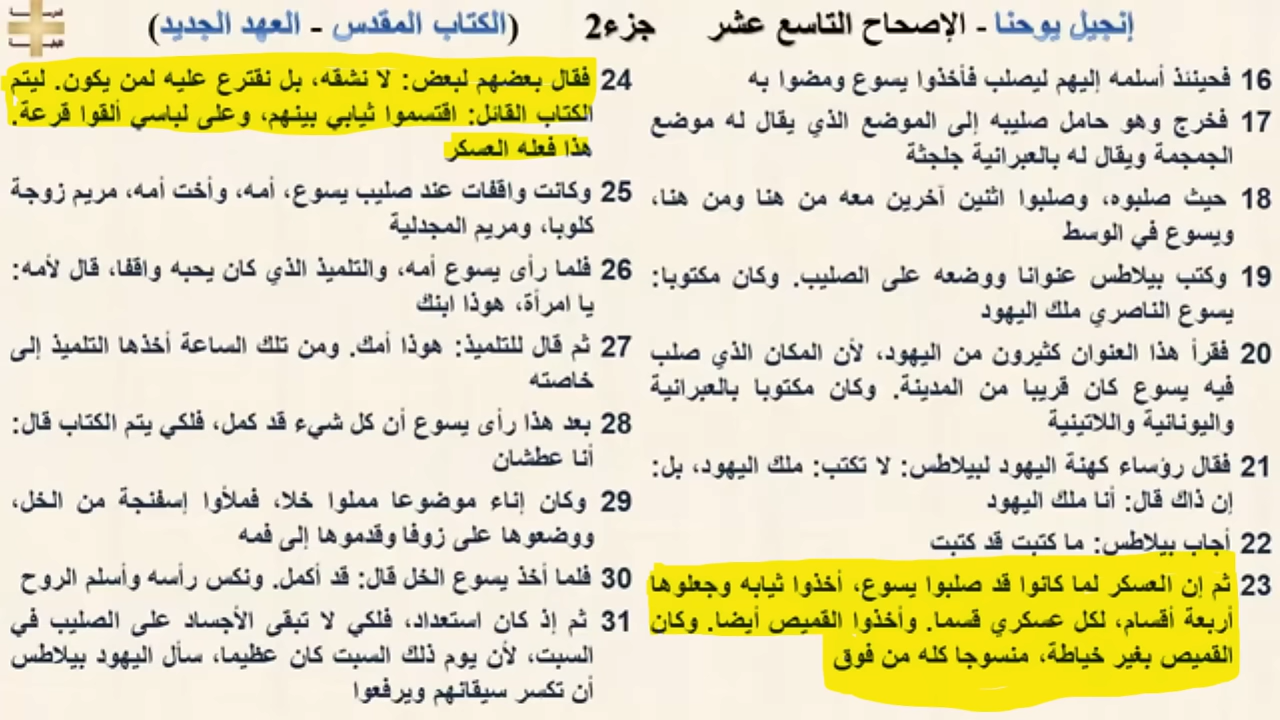 إنجيل يوحنا - الإصحاح التاسع عشر جزء2 (الكتاب المقدس - العهد الجديد)
16 فحينئذ أسلمه إليهم ليصلب فأخذوا يسوع ومضوا به
17 فخرج وهو حامل صليبه إلى الموضع الذي يقال له موضع
الجمجمة ويقال له بالعبرانية جلجثة
18 حيث صلبوه، وصلبوا اثنين آخرين معه من هنا ومن هنا،
ويسوع في الوسط
19 وكتب بيلاطس عنوانا ووضعه على الصليب. وكان مكتوبا:
يسوع الناصري ملك اليهود
20 فقرأ هذا العنوان كثيرون من اليهود، لأن المكان الذي صلب
فيه يسوع كان قريبا من المدينة. وكان مكتوبا بالعبرانية
واليونانية واللاتينية
21 فقال رؤساء كهنة اليهود لبيلاطس: لا تكتب: ملك اليهود، بل:
إن ذاك قال: أنا ملك اليهود
22 أجاب بيلاطس: ما كتبت قد كتبت
23 ثم إن العسكر لما كانوا قد صلبوا يسوع، أخذوا ثيابه وجعلوها
أربعة أقسام، لكل عسكري قسما. وأخذوا القميص أيضا. وكان
القميص بغير خياطة، منسوجا كله من فوق
24 فقال بعضهم لبعض: لا نشقه، بل نقترع عليه لمن يكون. ليتم
الكتاب القائل: اقتسموا ثيابي بينهم، وعلى لباسي ألقوا قرعة.
هذا فعله العسكر
25 وكانت واقفات عند صليب يسوع، أمه، وأخت أمه، مريم زوجة
كلوبا، ومريم المجدلية
26 فلما رأى يسوع أمه، والتلميذ الذي كان يحبه واقفا، قال لأمه:
يا امرأة، هوذا ابنك
27 ثم قال للتلميذ: هوذا أمك. ومن تلك الساعة أخذها التلميذ إلى
خاصته
28 بعد هذا رأى يسوع أن كل شيء قد كمل، فلكي يتم الكتاب قال:
أنا عطشان
29 وكان إناء موضوعا مملوا خلا، فملأوا إسفنجة من الخل،
ووضعوها على زوفا وقدموها إلى فمه
30 فلما أخذ يسوع الخل قال: قد أكمل. ونكس رأسه وأسلم الروح
31 ثم إذ كان استعداد، فلكي لا تبقى الأجساد على الصليب في
السبت، لأن يوم ذلك السبت كان عظيما، سأل اليهود بيلاطس
أن تكسر سيقانهم ويرفعوا